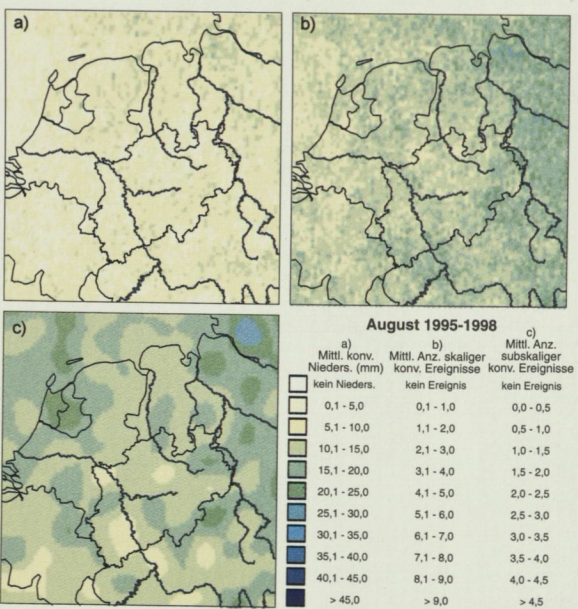 a)
b)
c)
August 1995-1998
a) b) c)
Mittl. konv. Mittl. Anz. skaliger Mittl. Anz.
Nieders. (mm) konv. Ereignisse subskaliger
konv. Ereignisse
kein Nieders. kein Ereignis kein Ereignis
0,1 - 5,0 0,1 - 1,0 0,0 - 0,5
5,1 - 10,0 1,1 - 2,0 0,5 - 1,0
10,1 - 15,0 2,1 - 3,0 1,0 - 1,5
15,1 - 20,0 3,1 - 4,0 1,5 - 2,0
20,1 - 25,0 4,1 - 5,0 2,0 - 2,5
25,1 - 30,0 5,1 - 6,0 2,5 - 3,0
30,1 - 35,0 6,1 - 7,0 3,0 - 3,5
35,1 - 40,0 7,1 - 8,0 3,5 - 4,0
40,1 - 45,0 8,1 - 9,0 4,0 - 4,5
> 45,0 > 9,0 > 4,5